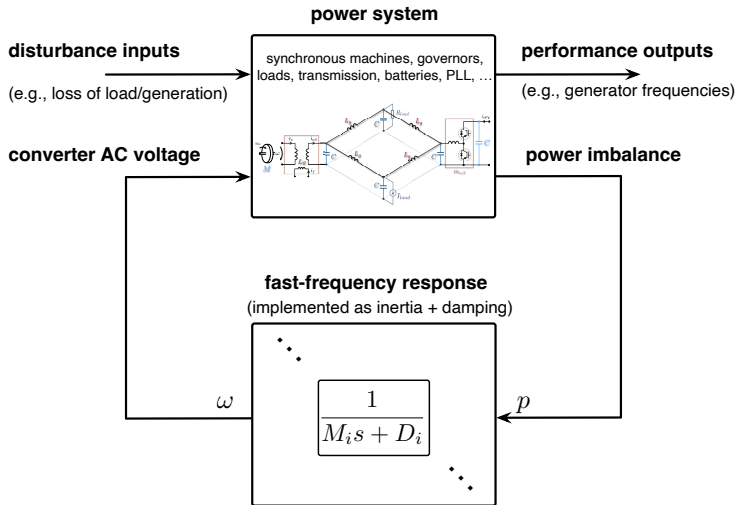 power system
disturbance inputs
(e.g., loss of load/generation)
synchronous machines, governors,
loads, transmission, batteries, PLL, …
performance outputs
(e.g., generator frequencies)
converter AC voltage
power imbalance
M
fast-frequency response
(implemented as inertia + damping)
ω
1
M_i s + D_i
p